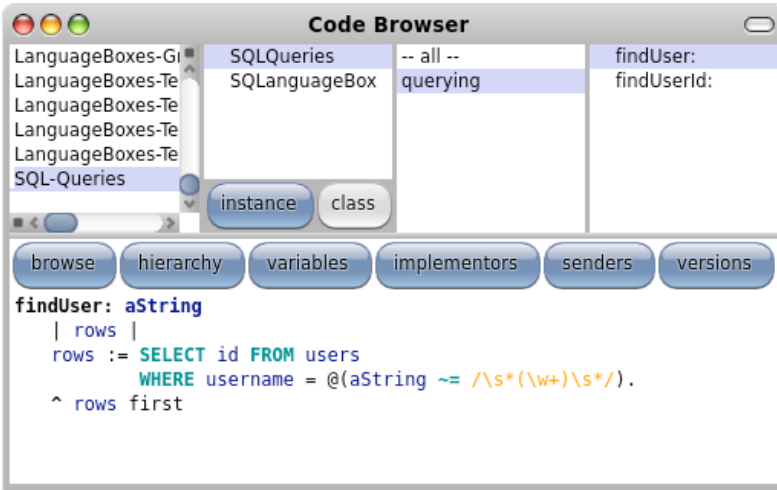 Code Browser
LanguageBoxes-Gr
LanguageBoxes-Te
LanguageBoxes-Te
LanguageBoxes-Te
LanguageBoxes-Te
SQL-Queries
SQLQueries
SQLanguageBox
instance class
-- all --
querying
findUser:
findUserId:
browse hierarchy variables implementors senders versions
findUser: aString
| rows |
rows := SELECT id FROM users
WHERE username = @(aString ~= /\s*(\w+)\s*/).
^ rows first